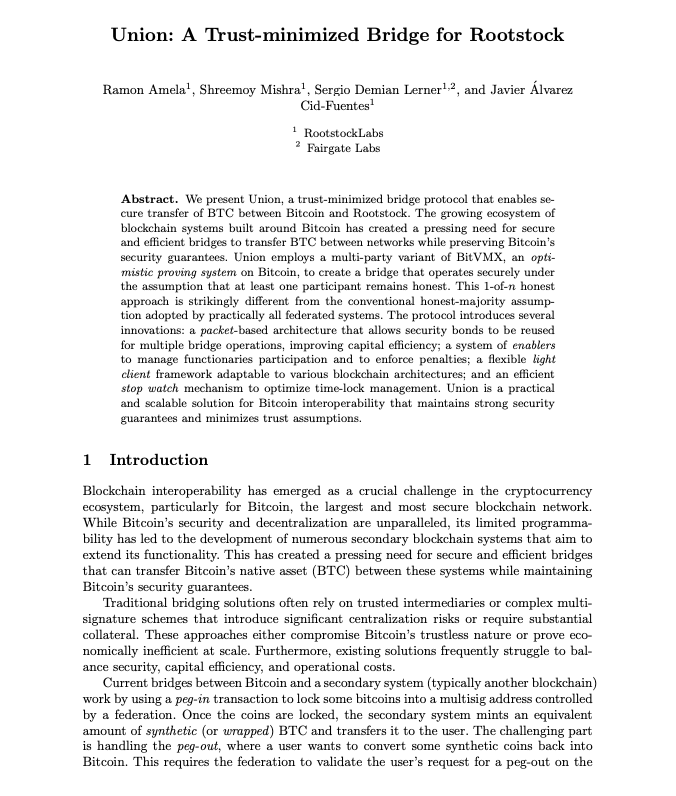 Union: A Trust-minimized Bridge for Rootstock
Ramon Amela1, Shreemoy Mishra1, Sergio Demian Lerner1,2, and Javier Álvarez
Cid-Fuentes1
1 RootstockLabs
2 Fairgate Labs
Abstract. We present Union, a trust-minimized bridge protocol that enables se-
cure transfer of BTC between Bitcoin and Rootstock. The growing ecosystem of
blockchain systems built around Bitcoin has created a pressing need for secure
and efficient bridges to transfer BTC between networks while preserving Bitcoin's
security guarantees. Union employs a multi-party variant of BitVMX, an opti-
mistic proving system on Bitcoin, to create a bridge that operates securely under
the assumption that at least one participant remains honest. This 1-of-n honest
approach is strikingly different from the conventional honest-majority assump-
tion adopted by practically all federated systems. The protocol introduces several
innovations: a packet-based architecture that allows security bonds to be reused
for multiple bridge operations, improving capital efficiency; a system of enablers
to manage functionaries participation and to enforce penalties; a flexible light
client framework adaptable to various blockchain architectures; and an efficient
stop watch mechanism to optimize time-lock management. Union is a practical
and scalable solution for Bitcoin interoperability that maintains strong security
guarantees and minimizes trust assumptions.
1 Introduction
Blockchain interoperability has emerged as a crucial challenge in the cryptocurrency
ecosystem, particularly for Bitcoin, the largest and most secure blockchain network.
While Bitcoin's security and decentralization are unparalleled, its limited programma-
bility has led to the development of numerous secondary blockchain systems that aim to
extend its functionality. This has created a pressing need for secure and efficient bridges
that can transfer Bitcoin's native asset (BTC) between these systems while maintaining
Bitcoin's security guarantees.
Traditional bridging solutions often rely on trusted intermediaries or complex multi-
signature schemes that introduce significant centralization risks or require substantial
collateral. These approaches either compromise Bitcoin's trustless nature or prove eco-
nomically inefficient at scale. Furthermore, existing solutions frequently struggle to bal-
ance security, capital efficiency, and operational costs.
Current bridges between Bitcoin and a secondary system (typically another blockchain)
work by using a peg-in transaction to lock some bitcoins into a multisig address controlled
by a federation. Once the coins are locked, the secondary system mints an equivalent
amount of synthetic (or wrapped) BTC and transfers it to the user. The challenging part
is handling the peg-out, where a user wants to convert some synthetic coins back into
Bitcoin. This requires the federation to validate the user's request for a peg-out on the